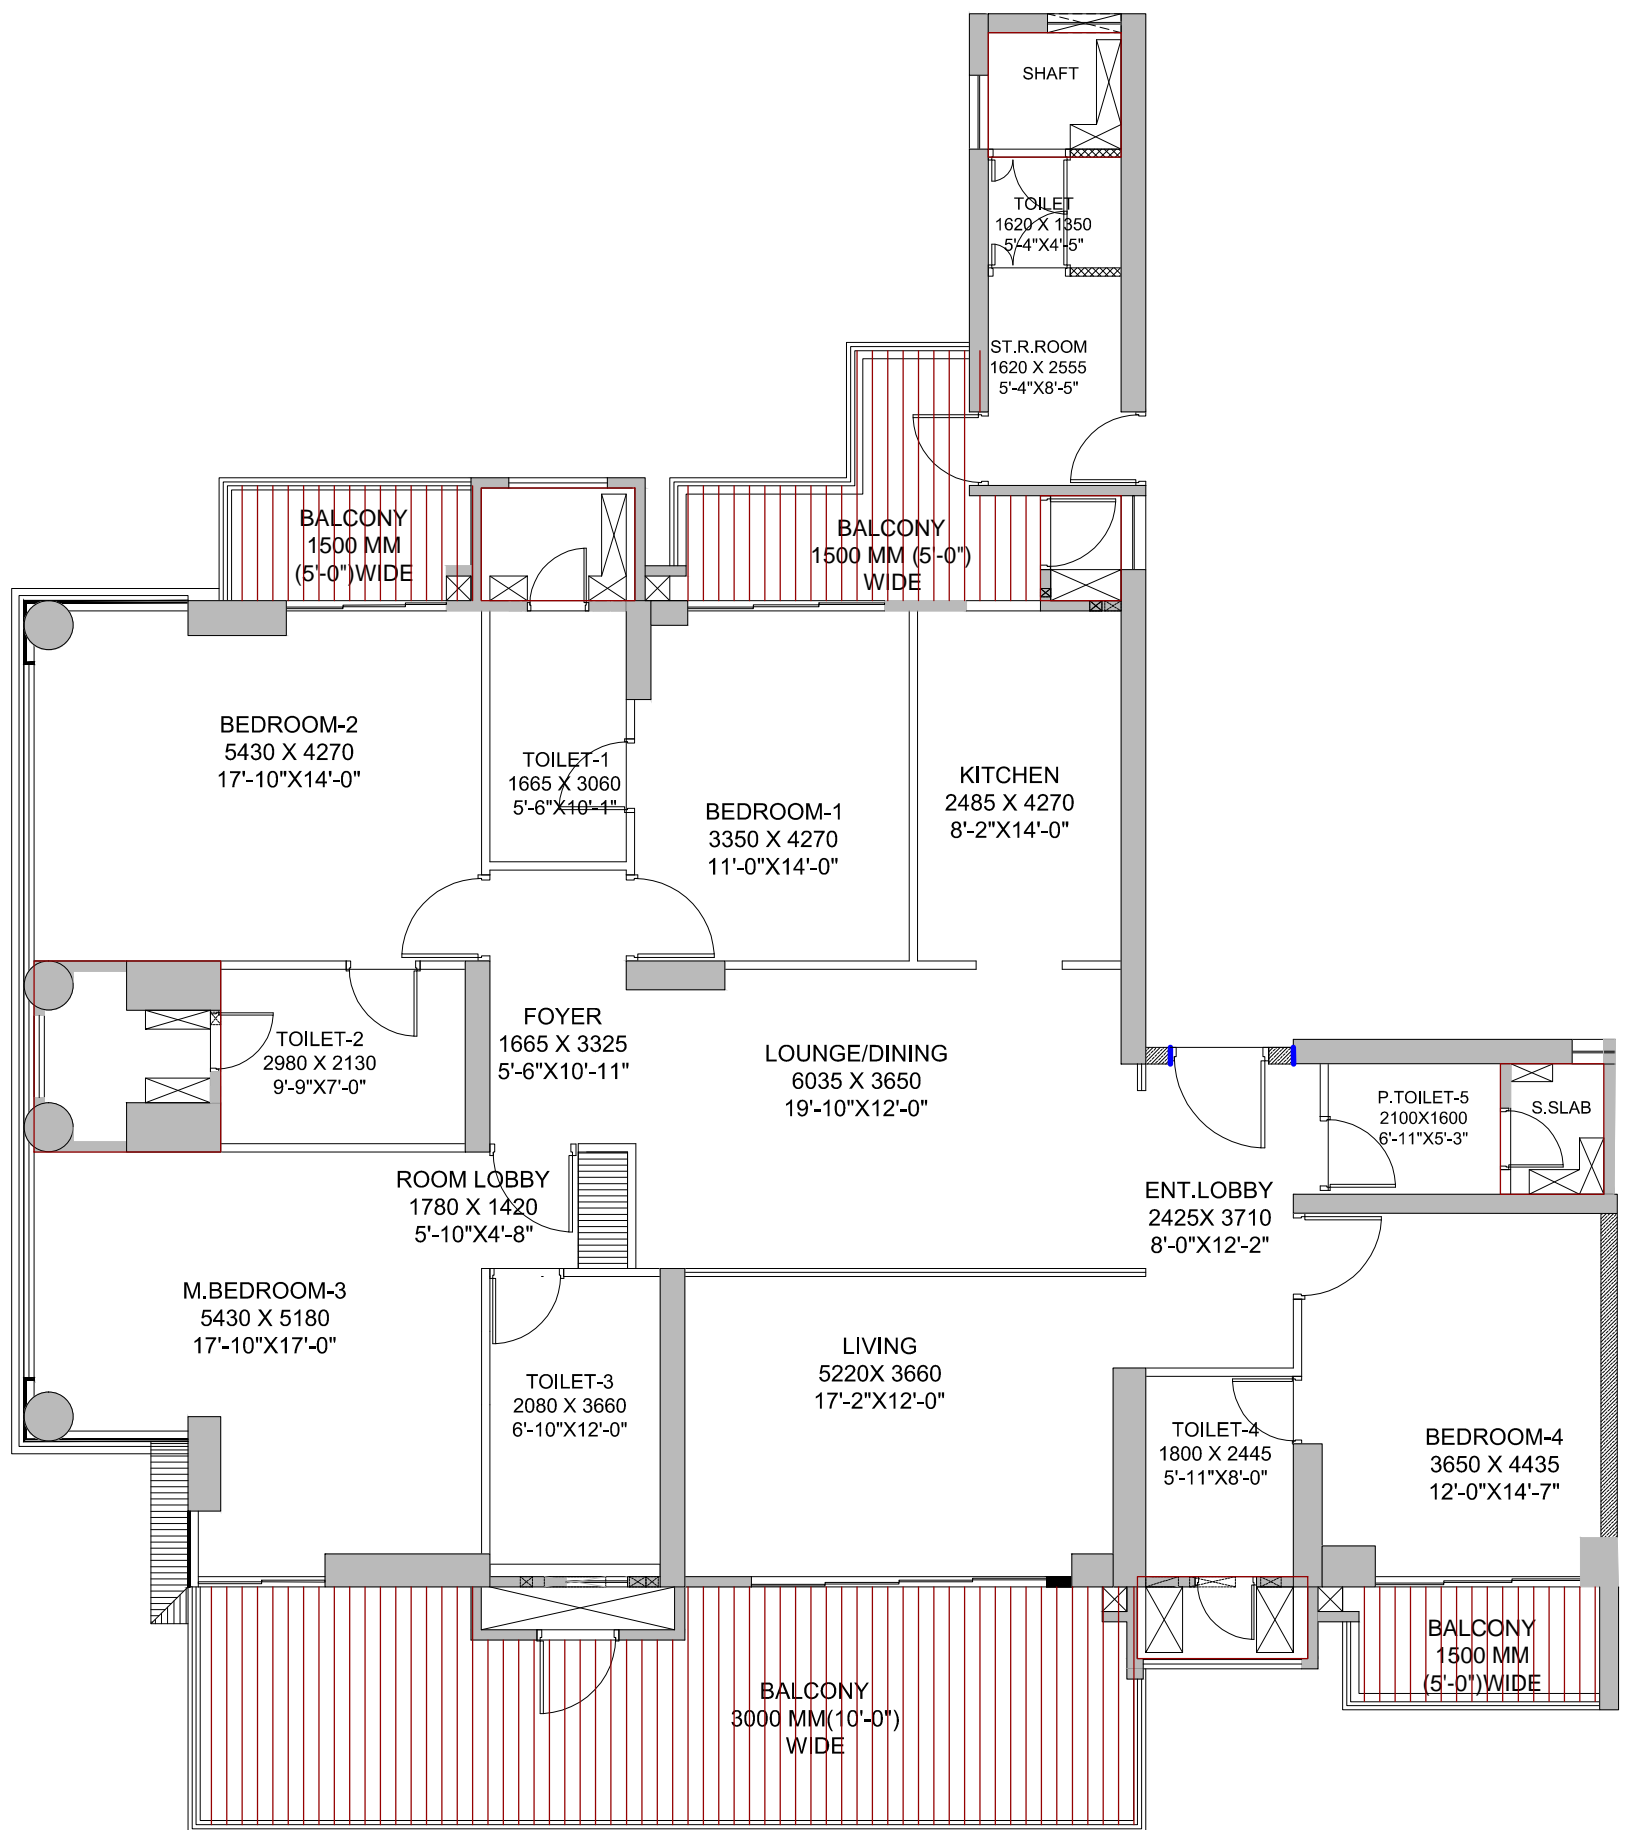 SHAFT
TOILET
1620 X 1350
5'-4"X4'-5"
ST.R.ROOM
1620 X 2555
5'-4"X8'-5"
BALCONY
1500 MM
(5'-0")WIDE
BALCONY
1500 MM (5'-0")
WIDE
BEDROOM-2
5430 X 4270
17'-10"X14'-0"
TOILET-1
1665 X 3060
5'-6"X10'-1"
BEDROOM-1
3350 X 4270
11'-0"X14'-0"
KITCHEN
2485 X 4270
8'-2"X14'-0"
TOILET-2
2980 X 2130
9'-9"X7'-0"
FOYER
1665 X 3325
5'-6"X10'-11"
LOUNGE/DINING
6035 X 3650
19'-10"X12'-0"
P.TOILET-5
2100X1600
6'-11"X5'-3"
S.SLAB
ROOM LOBBY
1780 X 1420
5'-10"X4'-8"
ENT.LOBBY
2425X 3710
8'-0"X12'-2"
M.BEDROOM-3
5430 X 5180
17'-10"X17'-0"
TOILET-3
2080 X 3660
6'-10"X12'-0"
LIVING
5220X 3660
17'-2"X12'-0"
TOILET-4
1800 X 2445
5'-11"X8'-0"
BEDROOM-4
3650 X 4435
12'-0"X14'-7"
BALCONY
3000 MM(10'-0")
WIDE
BALCONY
1500 MM
(5'-0")WIDE